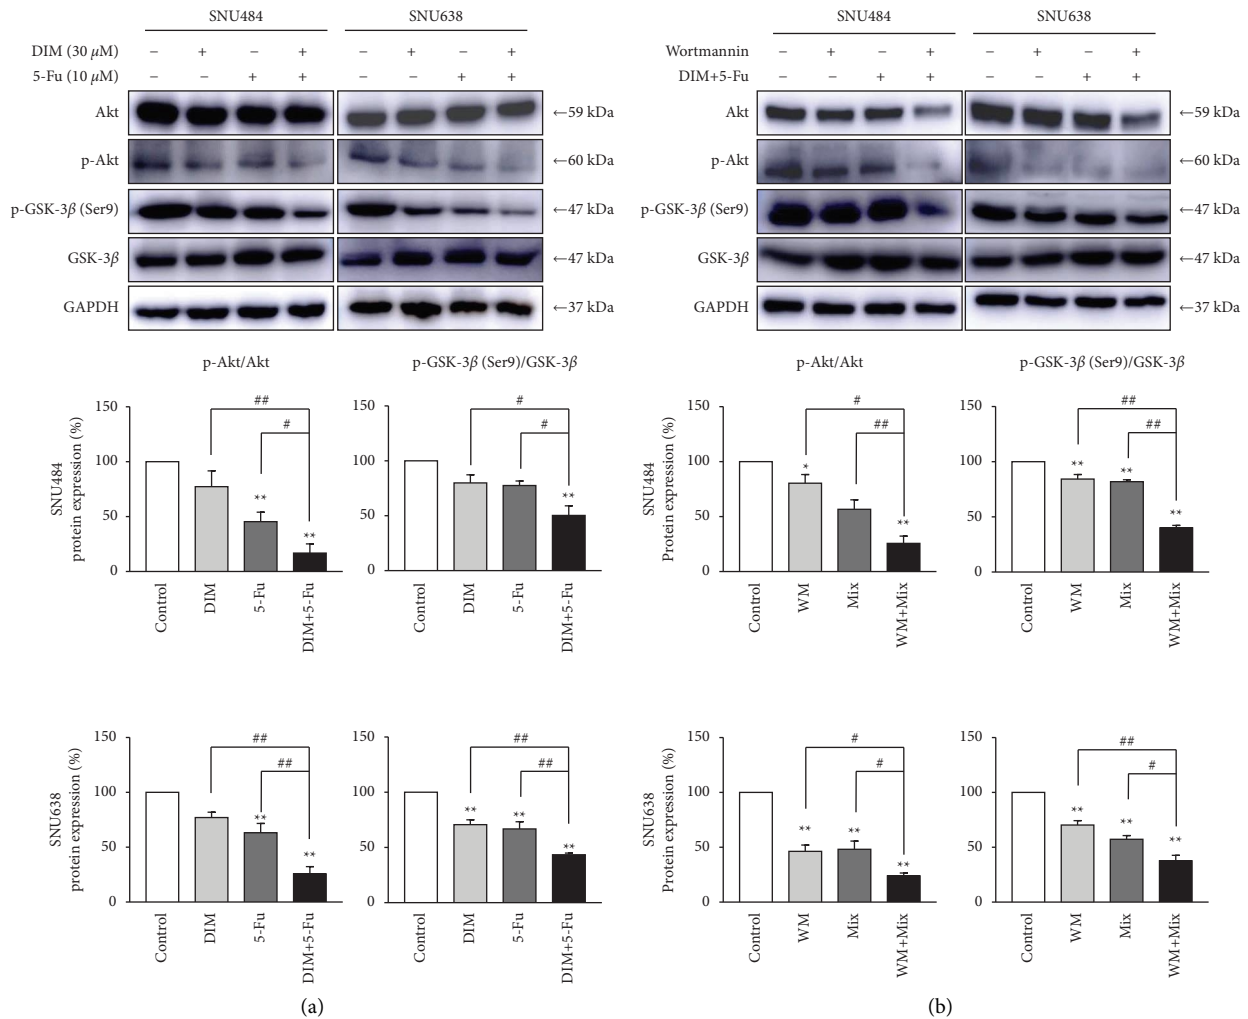 SNU484 SNU638
DIM (30 μM) – + – + – + – +
5-Fu (10 μM) – – + + – – + +
Akt ←59 kDa
p-Akt ←60 kDa
p-GSK-3β (Ser9) ←47 kDa
GSK-3β ←47 kDa
GAPDH ←37 kDa
p-Akt/Akt p-GSK-3β (Ser9)/GSK-3β
SNU484
protein expression (%)
150
100
50
0
##
#
**
**
Control DIM 5-Fu DIM+5-Fu
150
100
50
0
#
#
**
Control DIM 5-Fu DIM+5-Fu
SNU638
protein expression (%)
150
100
50
0
##
##
**
**
Control DIM 5-Fu DIM+5-Fu
150
100
50
0
##
##
** ** **
Control DIM 5-Fu DIM+5-Fu
(a)
SNU484 SNU638
Wortmannin – + – + – + – +
DIM+5-Fu – – + + – – + +
Akt ←59 kDa
p-Akt ←60 kDa
p-GSK-3β (Ser9) ←47 kDa
GSK-3β ←47 kDa
GAPDH ←37 kDa
p-Akt/Akt p-GSK-3β (Ser9)/GSK-3β
SNU484
Protein expression (%)
150
100
50
0
#
##
*
**
Control WM Mix WM+Mix
150
100
50
0
##
##
** ** **
Control WM Mix WM+Mix
SNU638
Protein expression (%)
150
100
50
0
#
#
** ** **
Control WM Mix WM+Mix
150
100
50
0
##
#
** ** **
Control WM Mix WM+Mix
(b)